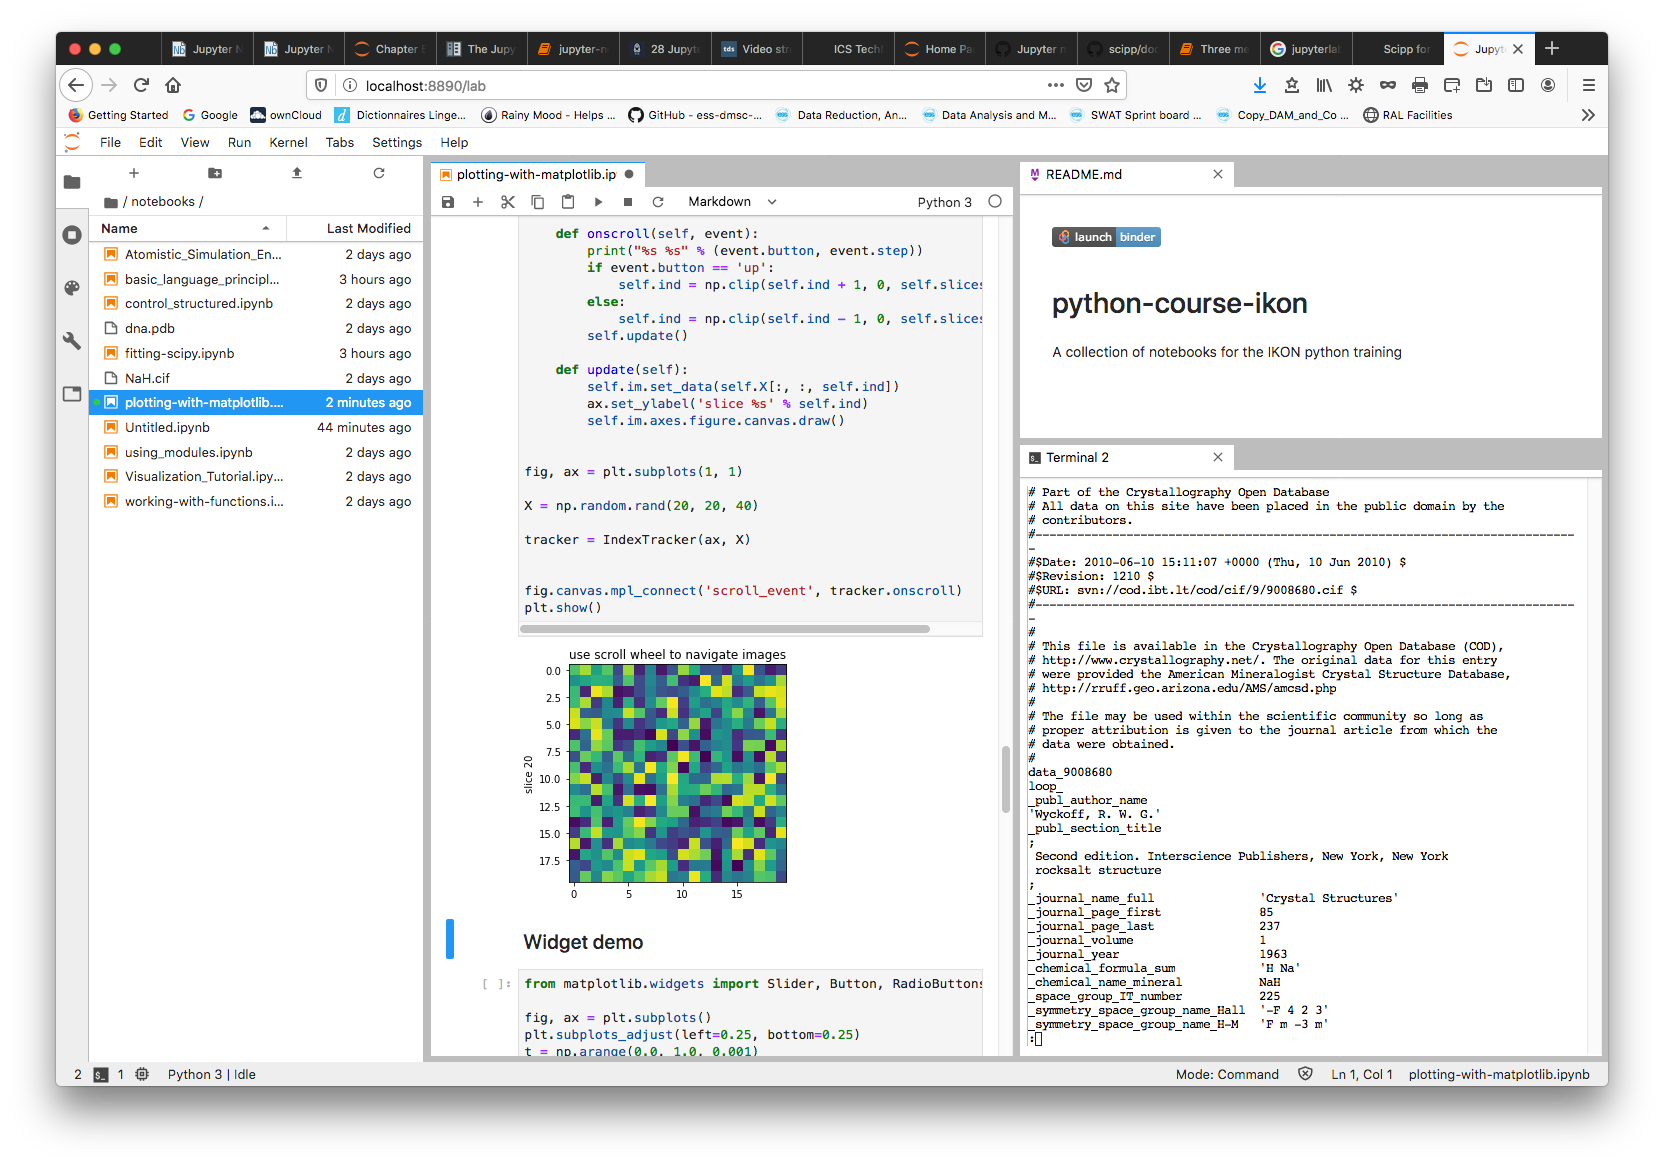 Jupyter N
Jupyter N
Chapter
The Jupy
jupyter-n
28 Jupyt
Video str
ICS Tech
Home Pa
Jupyter n
scipp/do
Three me
jupyterla
Scipp for
Jupyt
localhost:8890/lab
Getting Started
Google
ownCloud
Dictionnaires Linge...
Rainy Mood - Helps ...
GitHub - ess-dmsc-...
Data Reduction, An...
Data Analysis and M...
SWAT Sprint board ...
Copy_DAM_and_Co ...
RAL Facilities
File Edit View Run Kernel Tabs Settings Help
/ notebooks /
Name Last Modified
Atomistic_Simulation_En... 2 days ago
basic_language_principl... 3 hours ago
control_structured.ipynb 2 days ago
dna.pdb 2 days ago
fitting-scipy.ipynb 3 hours ago
NaH.cif 2 days ago
plotting-with-matplotlib.... 2 minutes ago
Untitled.ipynb 44 minutes ago
using_modules.ipynb 2 days ago
Visualization_Tutorial.ipy... 2 days ago
working-with-functions.i... 2 days ago
plotting-with-matplotlib.ip
Markdown Python 3
def onscroll(self, event):
print("%s %s" % (event.button, event.step))
if event.button == 'up':
self.ind = np.clip(self.ind + 1, 0, self.slices
else:
self.ind = np.clip(self.ind - 1, 0, self.slices
self.update()
def update(self):
self.im.set_data(self.X[:, :, self.ind])
ax.set_ylabel('slice %s' % self.ind)
self.im.axes.figure.canvas.draw()
fig, ax = plt.subplots(1, 1)
X = np.random.rand(20, 20, 40)
tracker = IndexTracker(ax, X)
fig.canvas.mpl_connect('scroll_event', tracker.onscroll)
plt.show()
use scroll wheel to navigate images
0.0
2.5
5.0
7.5
10.0
12.5
15.0
17.5
slice 20
0 5 10 15
Widget demo
[ ]: from matplotlib.widgets import Slider, Button, RadioButtons
fig, ax = plt.subplots()
plt.subplots_adjust(left=0.25, bottom=0.25)
t = np.arange(0.0, 1.0, 0.001)
README.md
launch binder
python-course-ikon
A collection of notebooks for the IKON python training
Terminal 2
# Part of the Crystallography Open Database
# All data on this site have been placed in the public domain by the
# contributors.
#-----------------------------------------------------------------------------
-
#$Date: 2010-06-10 15:11:07 +0000 (Thu, 10 Jun 2010) $
#$Revision: 1210 $
#$URL: svn://cod.ibt.lt/cod/cif/9/9008680.cif $
#-----------------------------------------------------------------------------
-
#
# This file is available in the Crystallography Open Database (COD),
# http://www.crystallography.net/. The original data for this entry
# were provided the American Mineralogist Crystal Structure Database,
# http://rruff.geo.arizona.edu/AMS/amcsd.php
#
# The file may be used within the scientific community so long as
# proper attribution is given to the journal article from which the
# data were obtained.
#
data_9008680
loop_
_publ_author_name
'Wyckoff, R. W. G.'
_publ_section_title
;
Second edition. Interscience Publishers, New York, New York
rocksalt structure
;
_journal_name_full 'Crystal Structures'
_journal_page_first 85
_journal_page_last 237
_journal_volume 1
_journal_year 1963
_chemical_formula_sum 'H Na'
_chemical_name_mineral NaH
_space_group_IT_number 225
_symmetry_space_group_name_Hall '-F 4 2 3'
_symmetry_space_group_name_H-M 'F m -3 m'
:
2 1 Python 3 | Idle
Mode: Command Ln 1, Col 1 plotting-with-matplotlib.ipynb